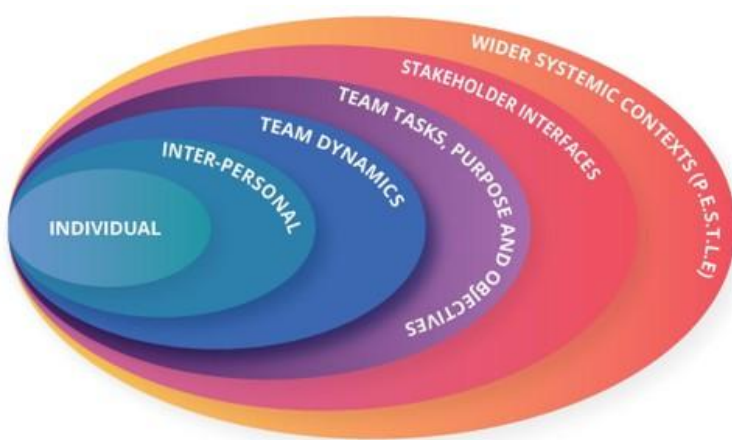 WIDER SYSTEMIC CONTEXTS (P.E.S.T.L.E)
STAKEHOLDER INTERFACES
TEAM TASKS, PURPOSE AND OBJECTIVES
TEAM DYNAMICS
INTER-PERSONAL
INDIVIDUAL